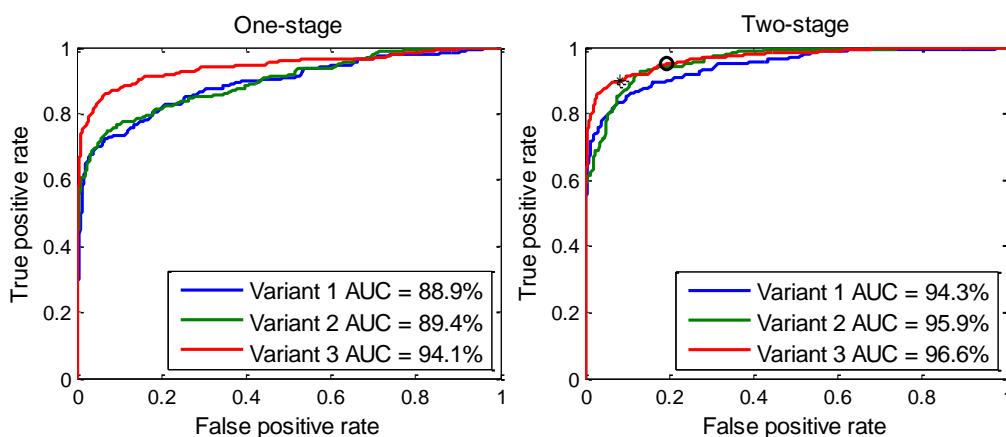 One-stage
True positive rate
1
0.8
0.6
0.4
0.2
0
Variant 1 AUC = 88.9%
Variant 2 AUC = 89.4%
Variant 3 AUC = 94.1%
0 0.2 0.4 0.6 0.8 1
False positive rate
Two-stage
True positive rate
1
0.8
0.6
0.4
0.2
0
Variant 1 AUC = 94.3%
Variant 2 AUC = 95.9%
Variant 3 AUC = 96.6%
0 0.2 0.4 0.6 0.8
False positive rate